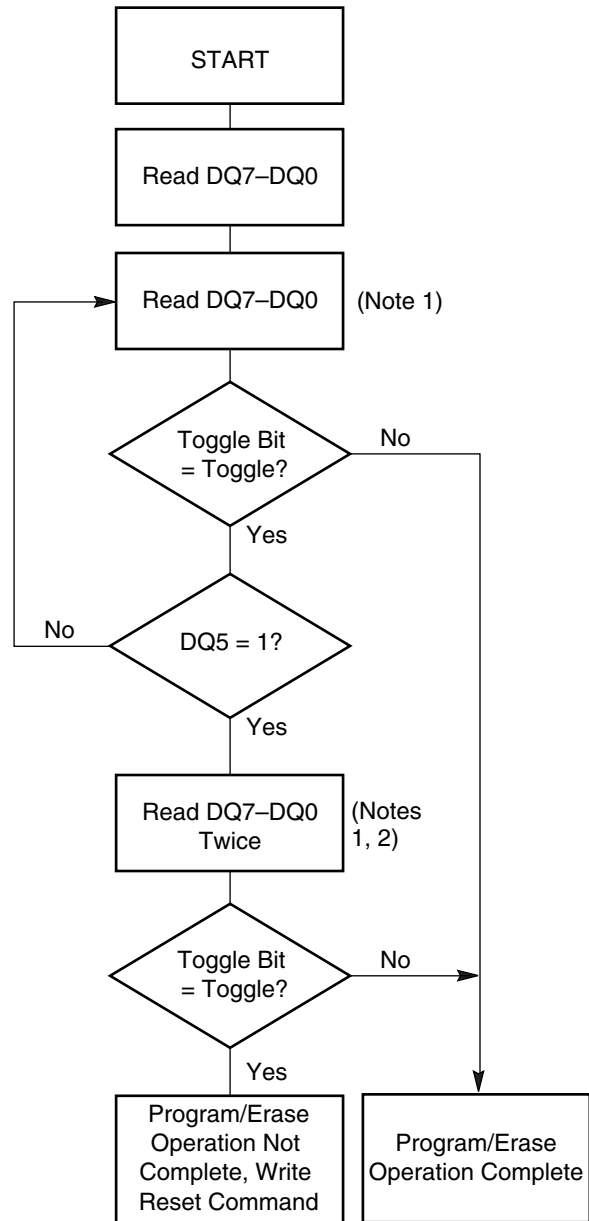 START
Read DQ7–DQ0
Read DQ7–DQ0
(Note 1)
Toggle Bit
= Toggle?
No
Yes
DQ5 = 1?
No
Yes
Read DQ7–DQ0
Twice
(Notes
1, 2)
Toggle Bit
= Toggle?
No
Yes
Program/Erase
Operation Not
Complete, Write
Reset Command
Program/Erase
Operation Complete